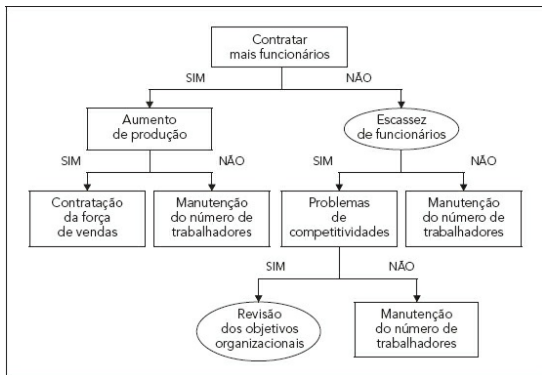 Contratar
mais funcionários
SIM
NÃO
Aumento
de produção
Escassez
de funcionários
SIM
NÃO
SIM
NÃO
Contratação
da força
de vendas
Manutenção
do número de
trabalhadores
Problemas
de
competitividades
Manutenção
do número de
trabalhadores
SIM
NÃO
Revisão
dos objetivos
organizacionais
Manutenção
do número de
trabalhadores